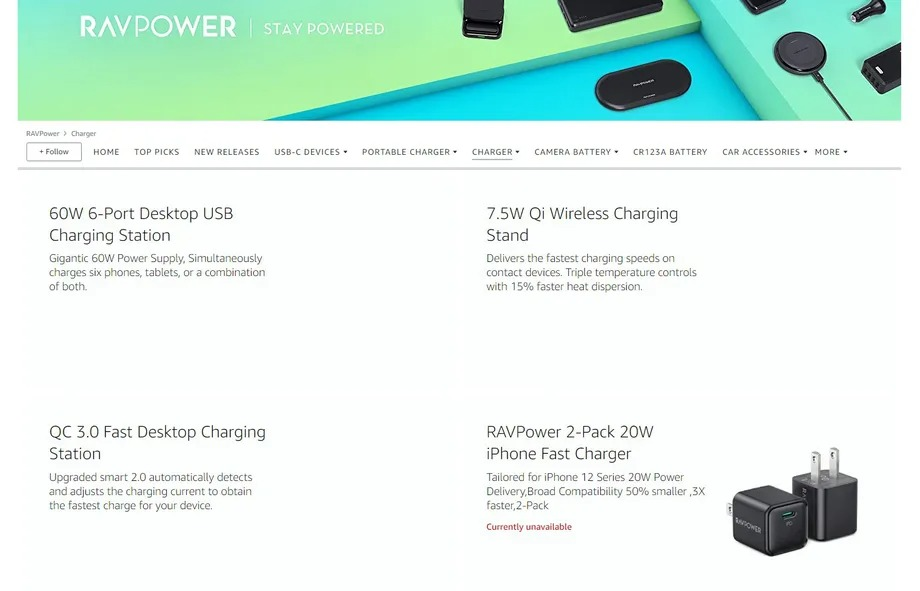 RAVPOWER | STAY POWERED
RAVPOWER
RAVPower > Charger
+ Follow HOME TOP PICKS NEW RELEASES USB-C DEVICES PORTABLE CHARGER CHARGER CAMERA BATTERY CR123A BATTERY CAR ACCESSORIES MORE
60W 6-Port Desktop USB
Charging Station
Gigantic 60W Power Supply, Simultaneously
charges six phones, tablets, or a combination
of both.
7.5W Qi Wireless Charging
Stand
Delivers the fastest charging speeds on
contact devices. Triple temperature controls
with 15% faster heat dispersion.
QC 3.0 Fast Desktop Charging
Station
Upgraded smart 2.0 automatically detects
and adjusts the charging current to obtain
the fastest charge for your device.
RAVPower 2-Pack 20W
iPhone Fast Charger
Tailored for iPhone 12 Series 20W Power
Delivery,Broad Compatibility 50% smaller ,3X
faster,2-Pack
Currently unavailable
RAVPOWER
PD